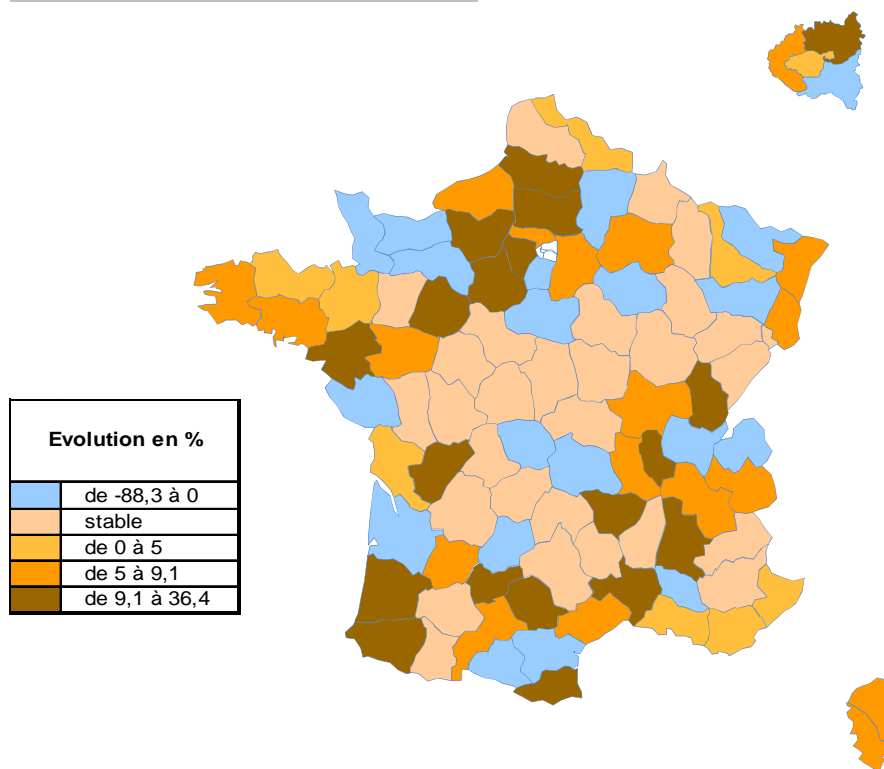 Evolution en %
de -88,3 à 0
stable
de 0 à 5
de 5 à 9,1
de 9,1 à 36,4